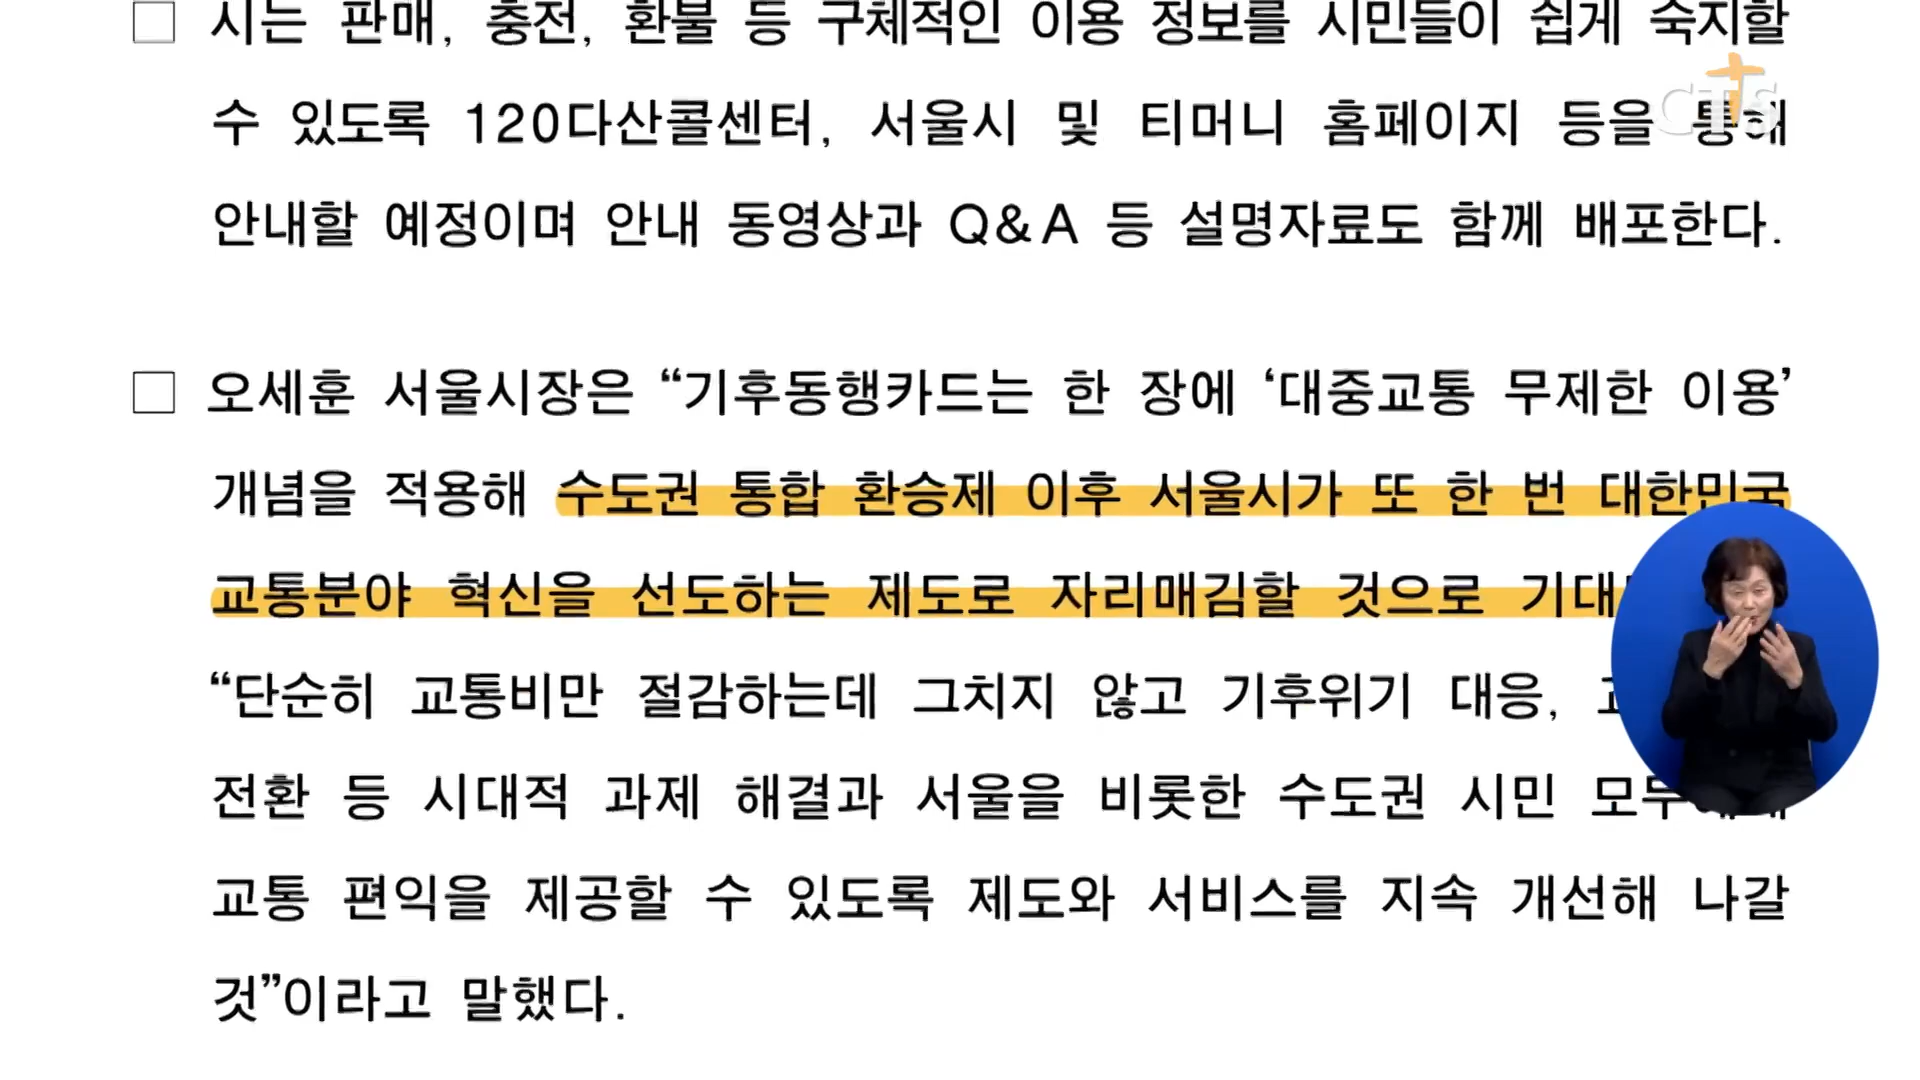 □ 시는 판매, 충전, 환불 등 구체적인 이용 정보를 시민들이 쉽게 숙지할
CTS
수 있도록 120다산콜센터, 서울시 및 티머니 홈페이지 등을 통해
안내할 예정이며 안내 동영상과 Q&A 등 설명자료도 함께 배포한다.
□ 오세훈 서울시장은 “기후동행카드는 한 장에 ‘대중교통 무제한 이용’
개념을 적용해 수도권 통합 환승제 이후 서울시가 또 한 번 대한민국
교통분야 혁신을 선도하는 제도로 자리매김할 것으로
“단순히 교통비만 절감하는데 그치지 않고 기후위기 대응,
전환 등 시대적 과제 해결과 서울을 비롯한 수도권 시민
교통 편익을 제공할 수 있도록 제도와 서비스를 지속 개선해 나갈
것”이라고 말했다.